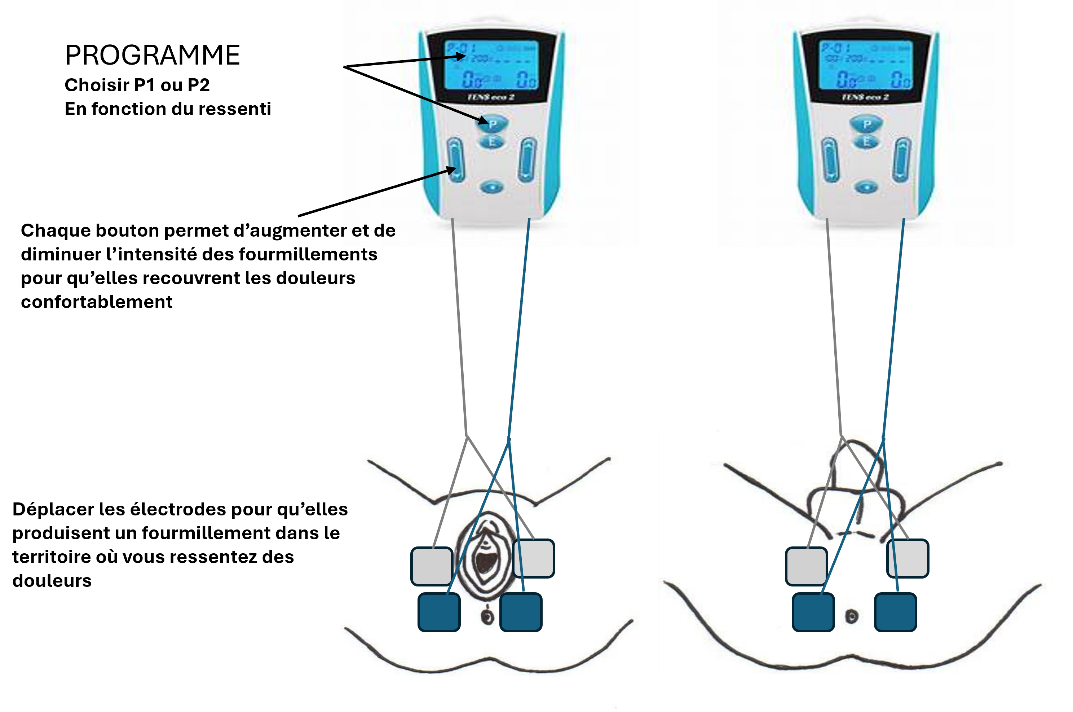 PROGRAMME
Choisir P1 ou P2
En fonction du ressenti
Chaque bouton permet d’augmenter et de
diminuer l’intensité des fourmillements
pour qu’elles recouvrent les douleurs
confortablement
Déplacer les électrodes pour qu’elles
produisent un fourmillement dans le
territoire où vous ressentez des
douleurs
P-01
TENS eco 2
P
E
P-01
TENS eco 2
P
E